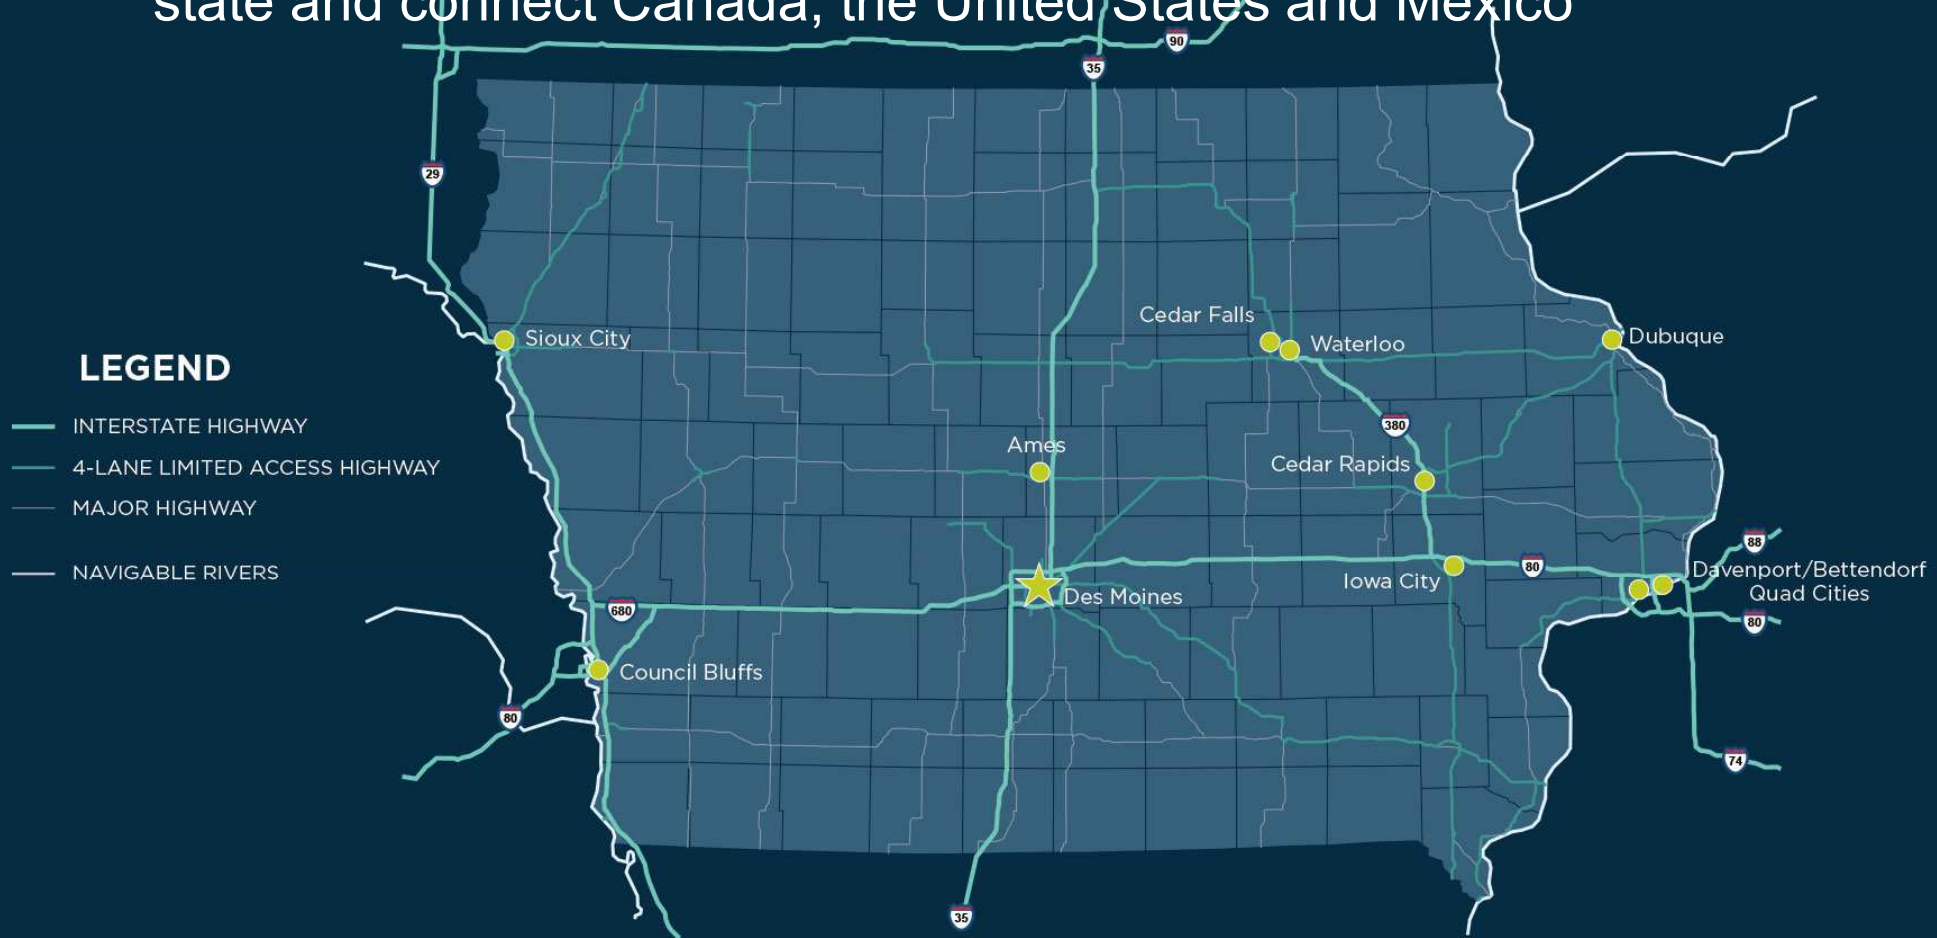 state and connect Canada, the United States and Mexico
90
35
29
Cedar Falls
Sioux City
Waterloo
Dubuque
LEGEND
INTERSTATE HIGHWAY
380
Ames
4-LANE LIMITED ACCESS HIGHWAY
Cedar Rapids
MAJOR HIGHWAY
88
NAVIGABLE RIVERS
80
Davenport/Bettendorf
Quad Cities
Iowa City
Des Moines
680
80
Council Bluffs
80
74
35